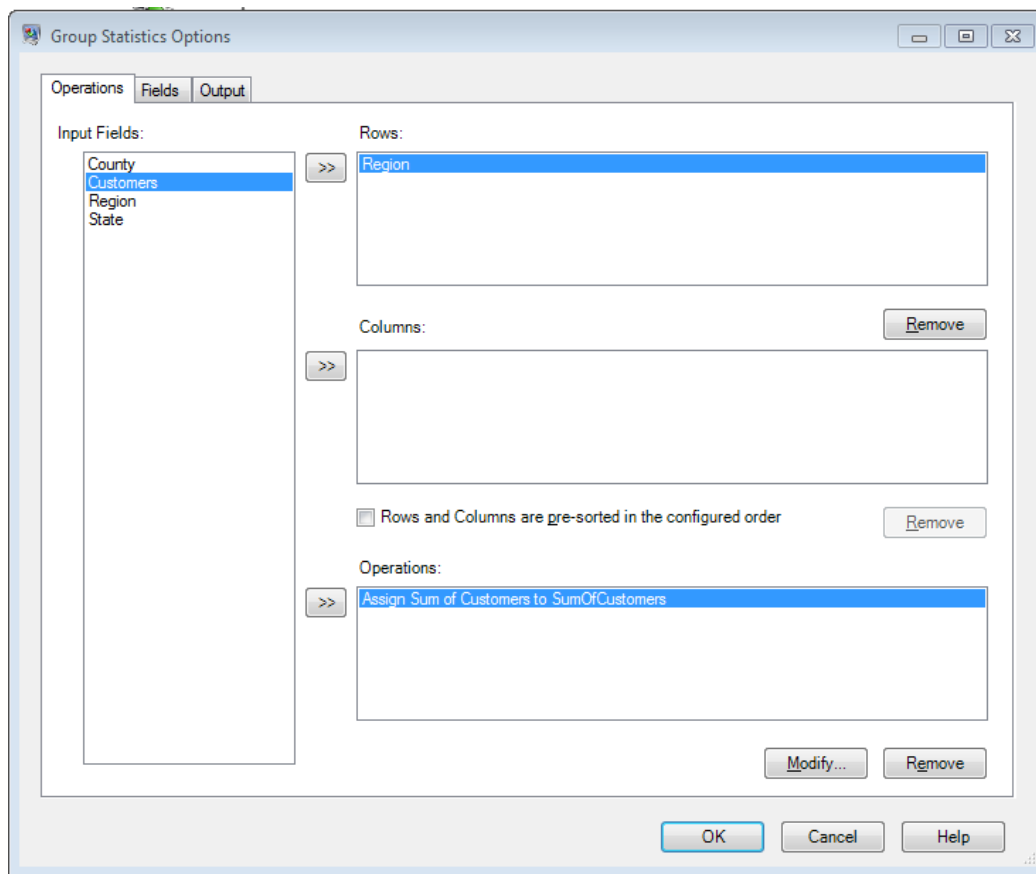 Group Statistics Options
Operations Fields Output
Input Fields:
County
Customers
Region
State
>>
Rows:
Region
Remove
Columns:
>>
Rows and Columns are pre-sorted in the configured order
Remove
Operations:
>>
Assign Sum of Customers to SumOfCustomers
Modify... Remove
OK Cancel Help